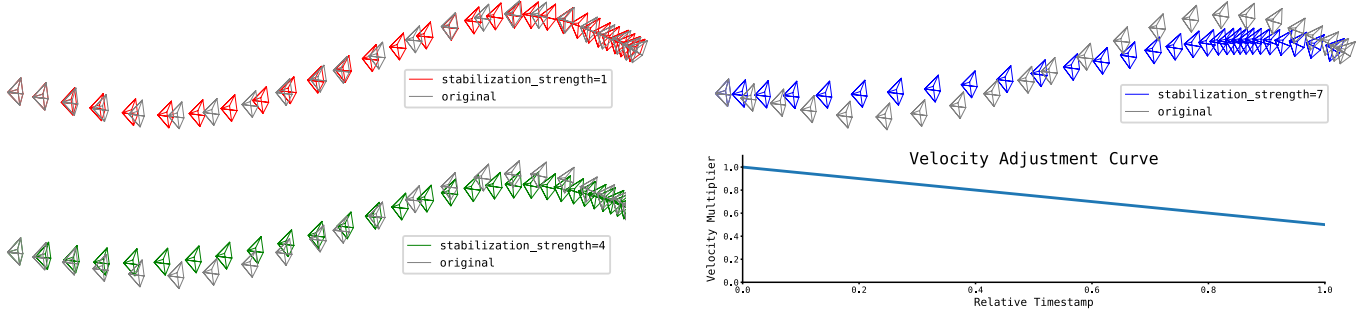 stabilization_strength=1
original
stabilization_strength=7
original
stabilization_strength=4
original
Velocity Adjustment Curve
Velocity Multiplier
1.0
0.8
0.6
0.4
0.2
0.0
0.0 0.2 0.4 0.6 0.8 1.0
Relative Timestamp